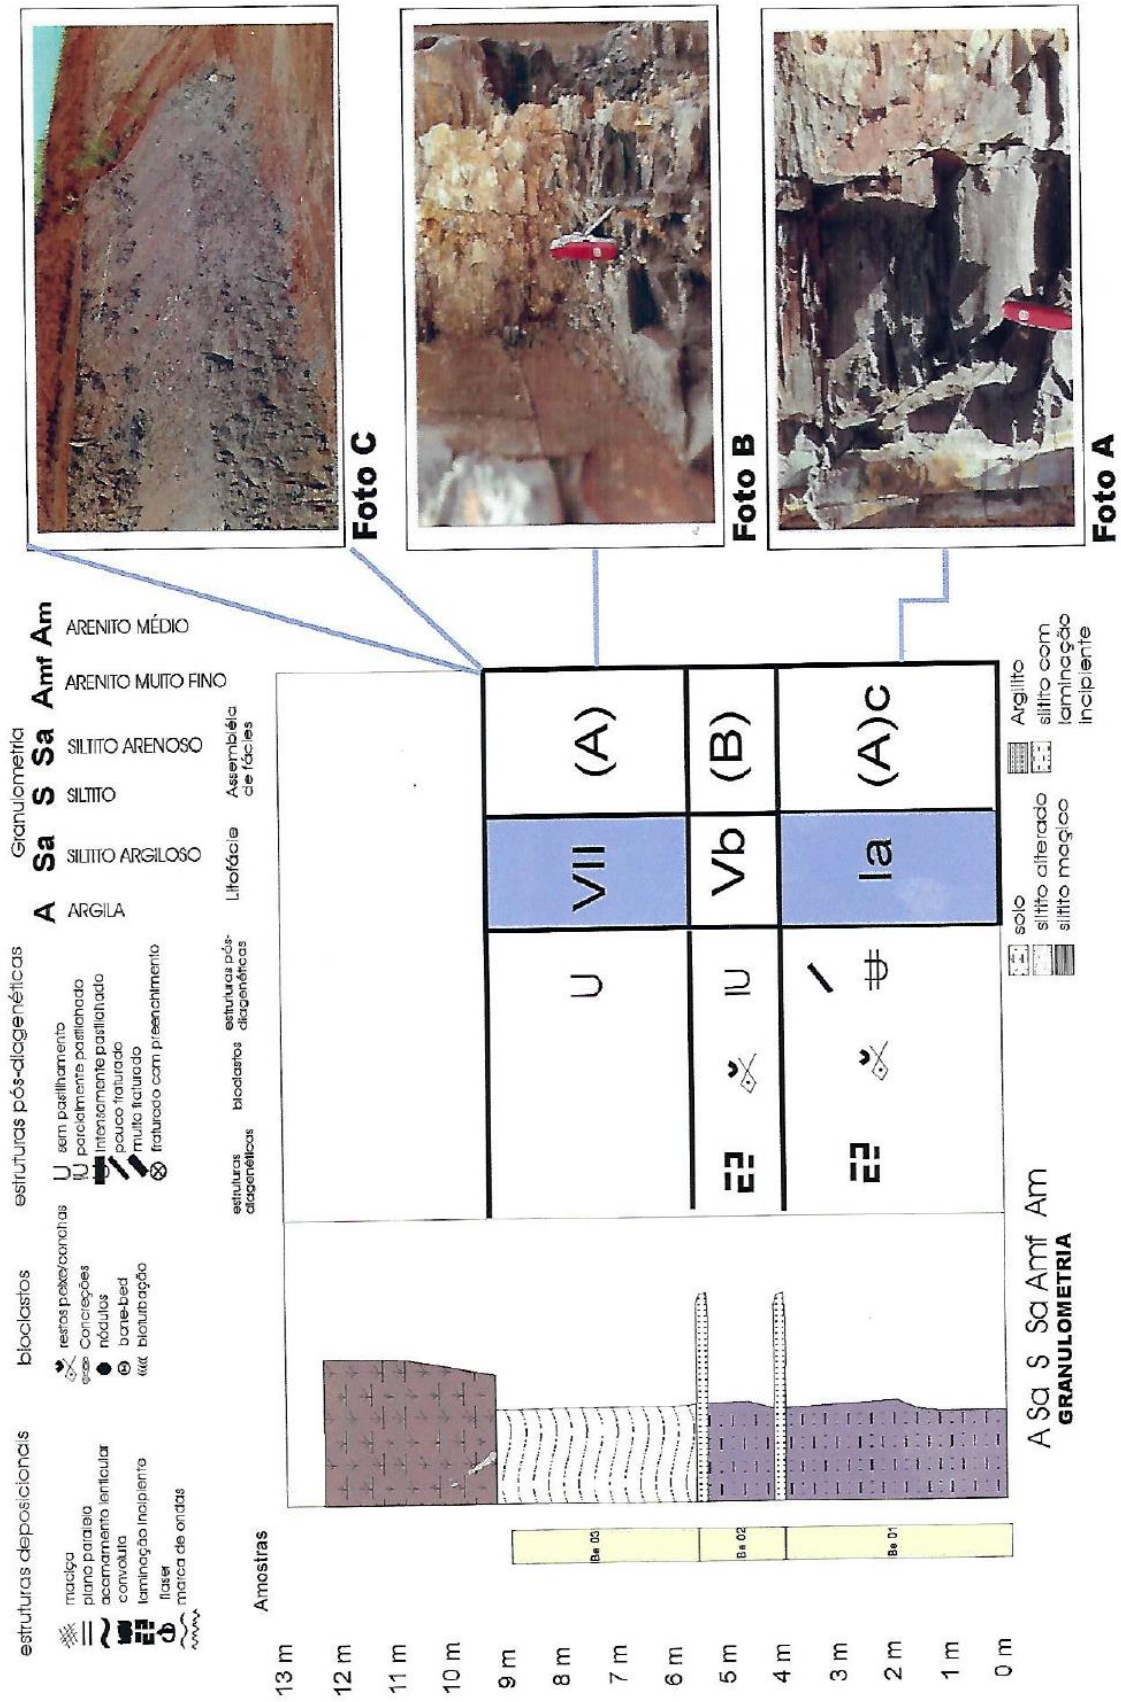 estruturas deposicionais
maciça
plano paralela
acamamento lenticular
convoluta
laminação incipiente
flaser
marca de ondas
bioclastos
restos peixe/conchas
Concreções
nódulos
bone-bed
bioturbação
estruturas pós-diagenéticas
sem pastilhamento
parcialmente pastilhado
intensamente pastilhado
pouco fraturado
muito fraturado
fraturado com preenchimento
Granulometria
A Sa S Sa Amf Am
ARGILA
SILTITO ARGILOSO
SILTITO
SILTITO ARENOSO
ARENITO MUITO FINO
ARENITO MÉDIO
Amostras
estruturas
diagenéticas
bioclastos
estruturas pós-
diagenéticas
Litofácie
Assembléia
de fácies
13 m
12 m
11 m
10 m
9 m
8 m
7 m
6 m
5 m
4 m
3 m
2 m
1 m
0 m
Ba 03
Ba 02
Ba 01
VII
(A)
Vb
(B)
Ia
(A)c
A Sa S Sa Amf Am
GRANULOMETRIA
solo
siltito alterado
siltito maçico
Argilito
siltito com
laminação
incipiente
Foto C
Foto B
Foto A